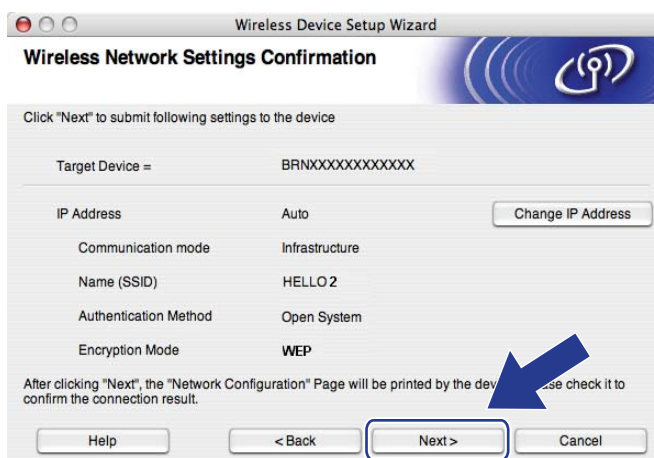 Wireless Device Setup Wizard
Wireless Network Settings Confirmation
Click "Next" to submit following settings to the device
Target Device = BRNXXXXXXXXXXXX
IP Address Auto Change IP Address
Communication mode Infrastructure
Name (SSID) HELLO 2
Authentication Method Open System
Encryption Mode WEP
After clicking "Next", the "Network Configuration" Page will be printed by the check it to
confirm the connection result.
Help < Back Next > Cancel